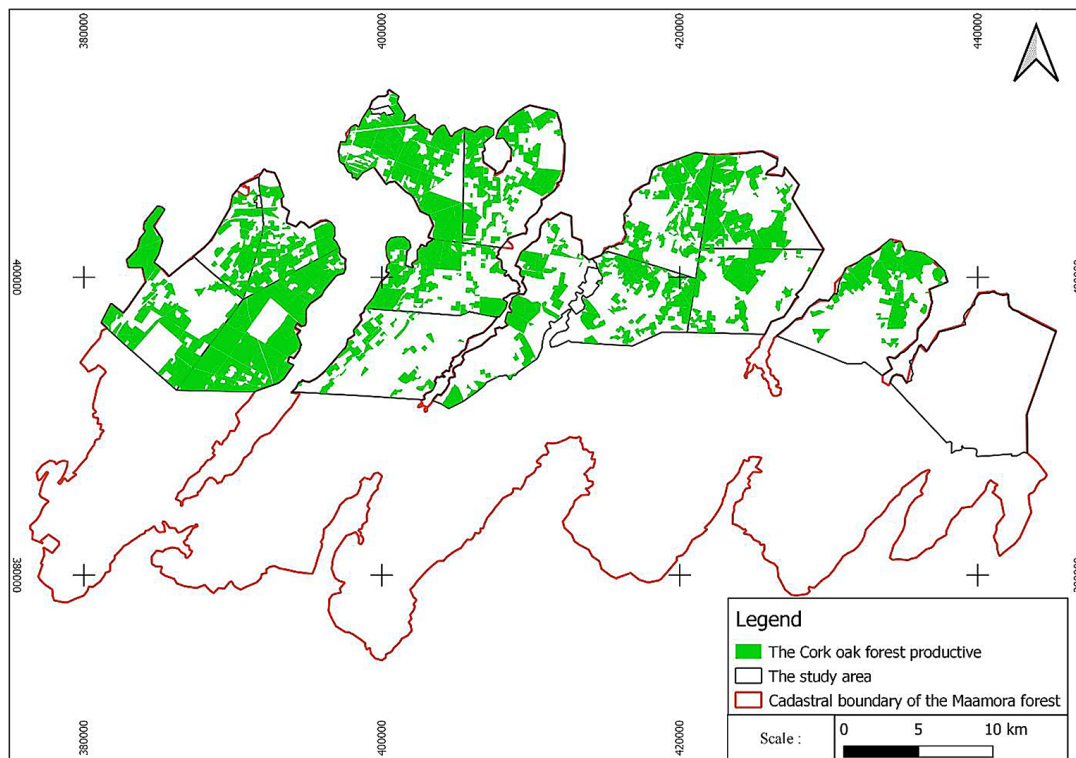 380000
400000
420000
440000
400000
380000
380000
400000
420000
Legend
The Cork oak forest productive
The study area
Cadastral boundary of the Maamora forest
Scale :
0 5 10 km